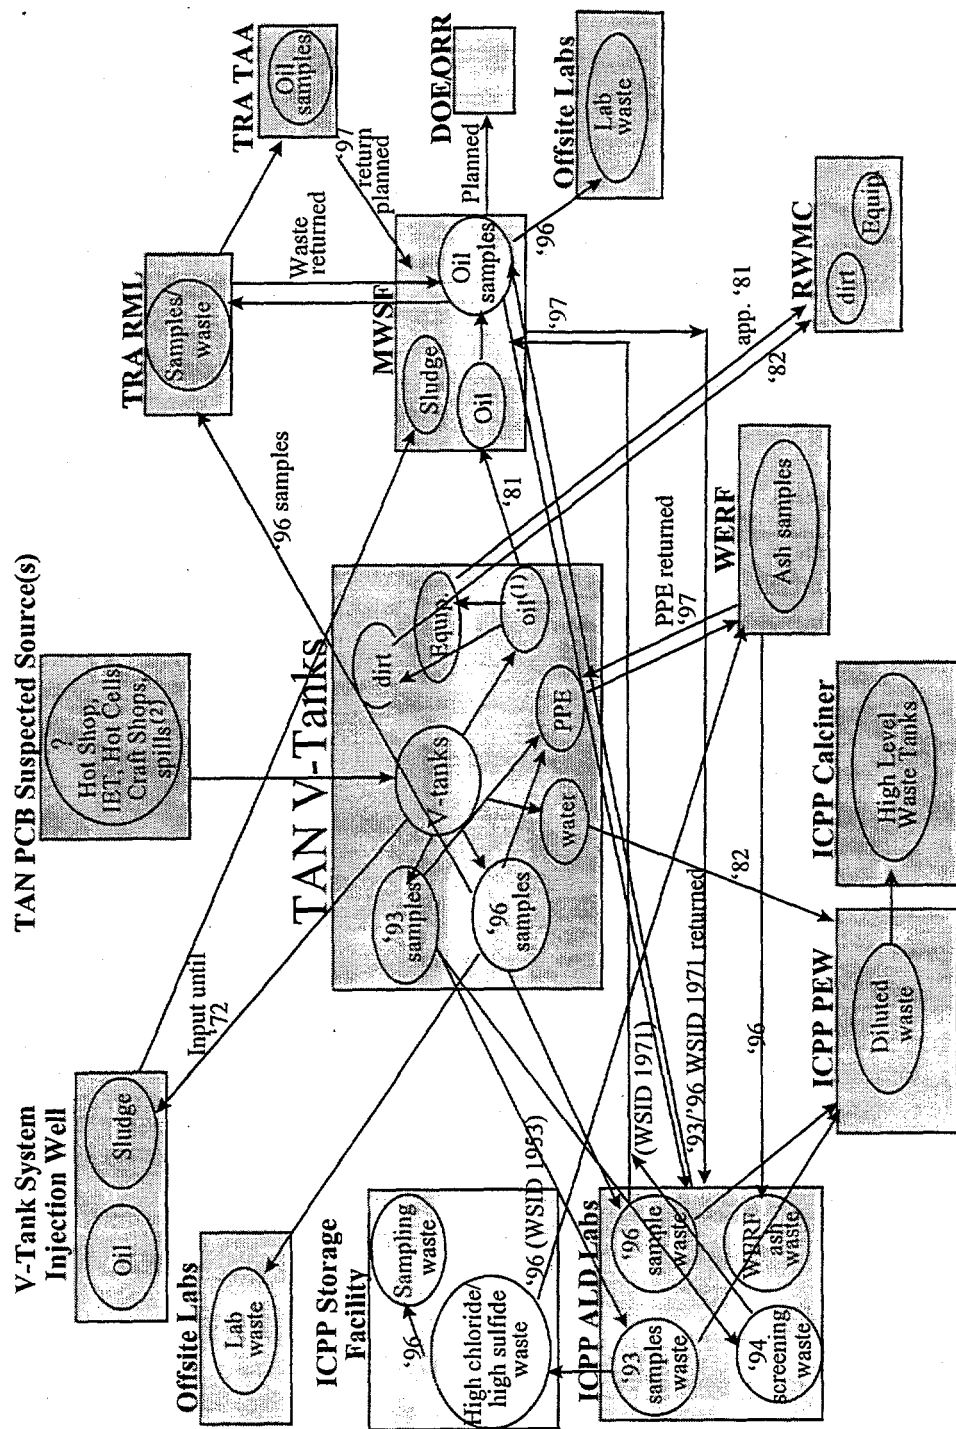 TAN PCB Suspected Source(s)
?
Hot Shop,
IET, Hot Cells
Craft Shops,
spills(2)
V-Tank System
Injection Well
Oil
Sludge
Input until
'72
Offsite Labs
Lab
waste
ICPP Storage
Facility
Sampling
waste
'96
High chloride/
high sulfide
waste
'96 (WSID 1953)
ICPP ALD Labs
'93
samples
waste
'96
sample
waste
'94
screening
waste
WERF
ash
waste
TAN V-Tanks
'93
samples
V-tanks
dirt
Equip.
'96
samples
water
PPE
oil(1)
'96 samples
'81
TRA RML
Samples/
waste
TRA TAA
Oil
samples
Waste
returned
'97
return
planned
MWSF
Sludge
Oil
Oil
samples
Planned
DOE/ORR
Offsite Labs
Lab
waste
'96
'97
app. '81
'82
RWMC
dirt
Equip
WERF
Ash samples
PPE returned
'97
(WSID 1971)
'93/'96 WSID 1971 returned
'96
'82
ICPP PEW
Diluted
waste
ICPP Calciner
High Level
Waste Tanks